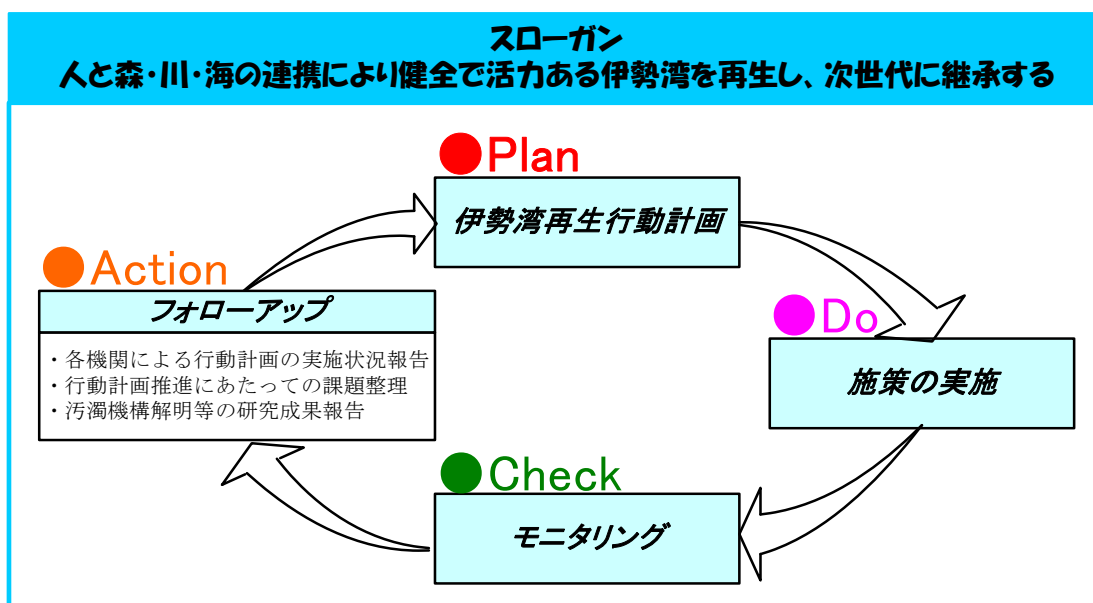 スローガン
人と森・川・海の連携により健全で活力ある伊勢湾を再生し、次世代に継承する
●Plan
伊勢湾再生行動計画
●Action
フォローアップ
・各機関による行動計画の実施状況報告
・行動計画推進にあたっての課題整理
・汚濁機構解明等の研究成果報告
●Do
施策の実施
●Check
モニタリング